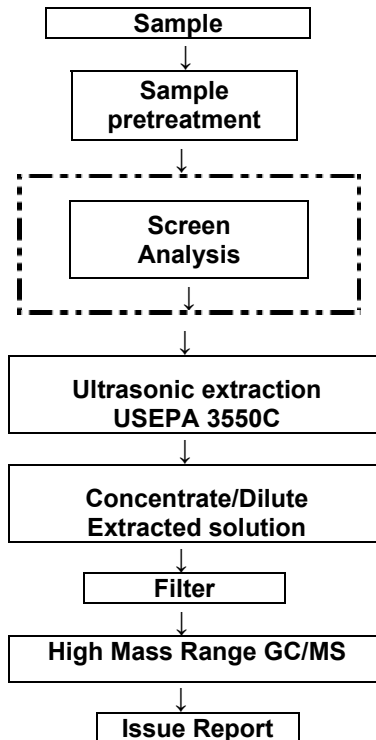 Sample
↓
Sample
pretreatment
↓
Screen
Analysis
↓
↓
Ultrasonic extraction
USEPA 3550C
↓
Concentrate/Dilute
Extracted solution
↓
Filter
↓
High Mass Range GC/MS
↓
Issue Report